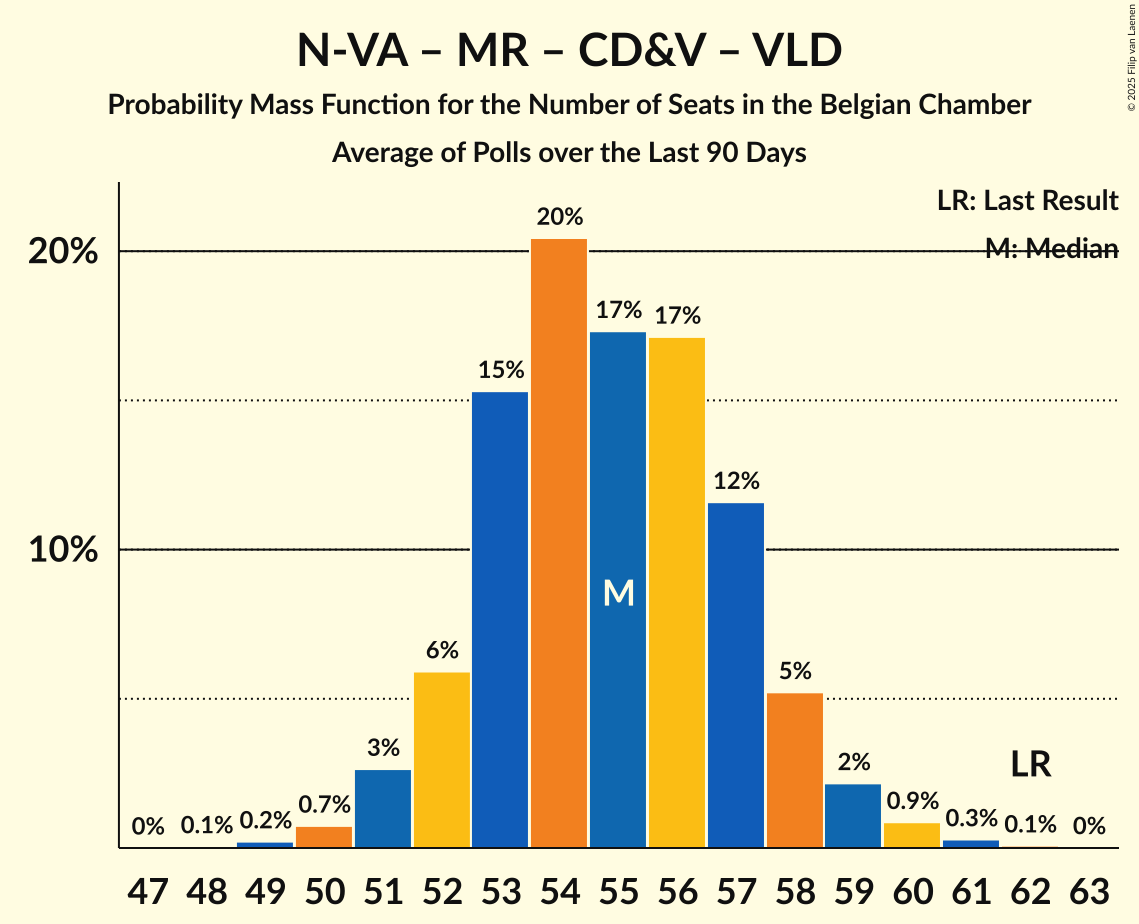 N-VA – MR – CD&V – VLD
Probability Mass Function for the Number of Seats in the Belgian Chamber
Average of Polls over the Last 90 Days
© 2025 Filip van Laenen
LR: Last Result
M: Median
20%
10%
0% 0.1% 0.2% 0.7% 3% 6% 15% 20% 17% 17% 12% 5% 2% 0.9% 0.3% 0.1% 0%
M
LR
47 48 49 50 51 52 53 54 55 56 57 58 59 60 61 62 63